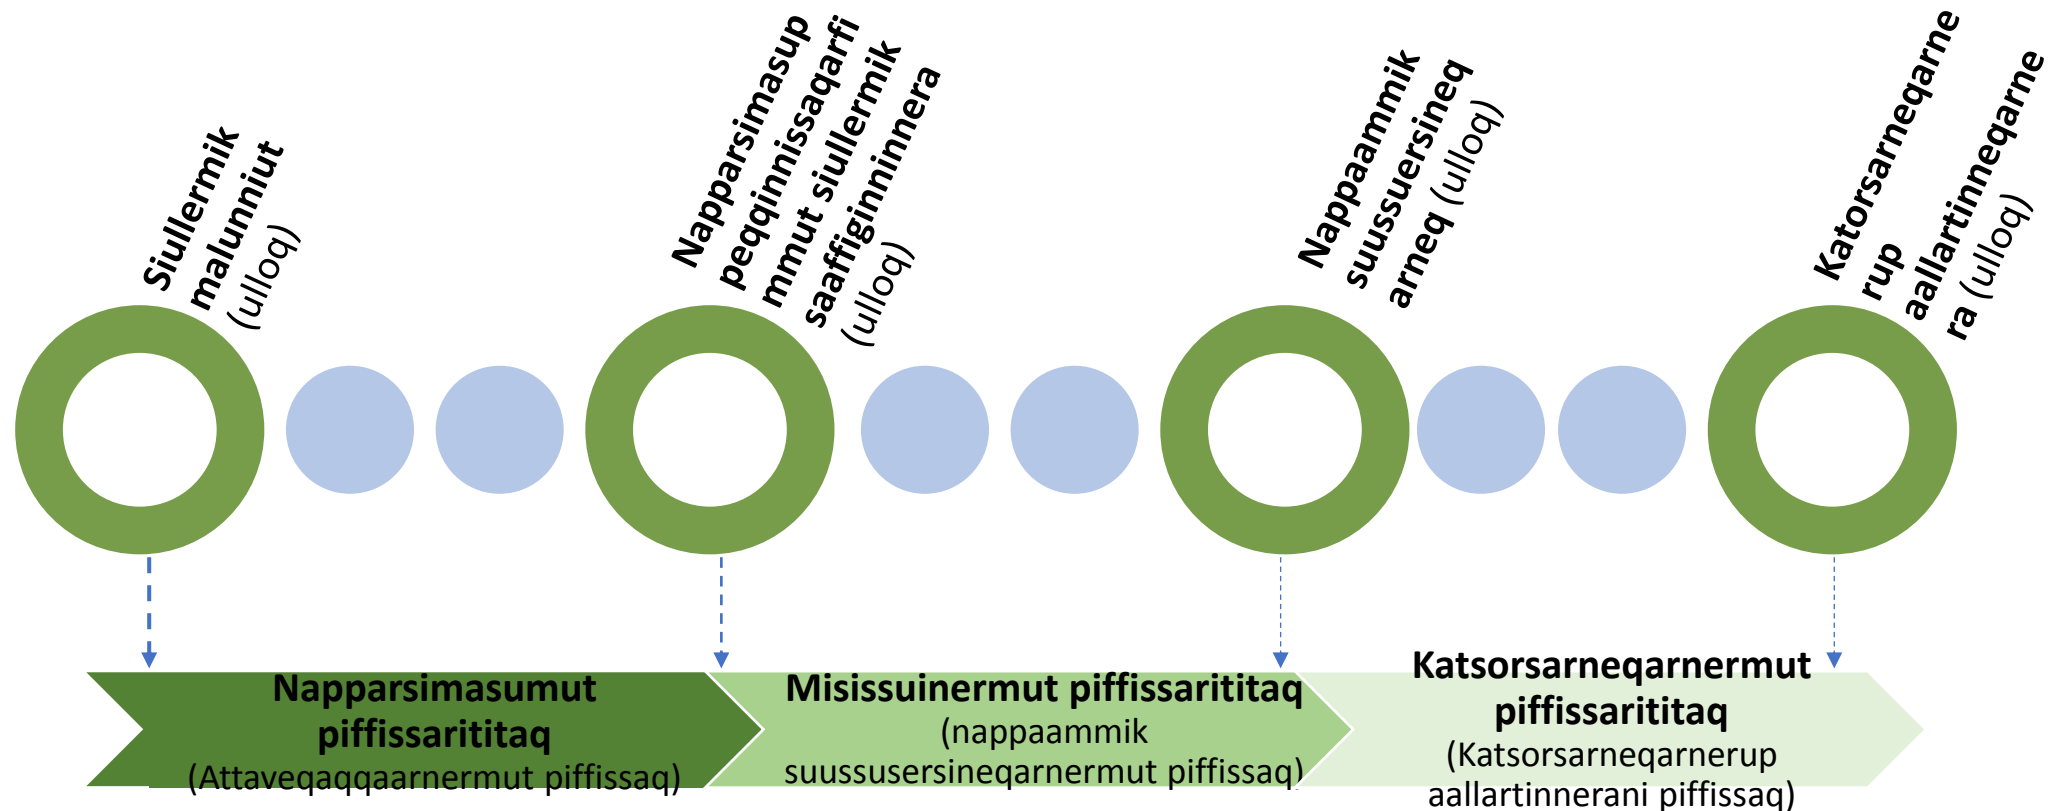 Siullermik
malunniut
(ulloq)
Napparsimasup
peqqinnissaqarfi
mmut siullermik
saaffiginninnera
(ulloq)
Nappaammik
suussuersineq
arneq (ulloq)
Katorsarneqarne
rup
aallartinneqarne
ra (ulloq)
Napparsimasumut
piffissarititaq
(Attaveqaqqaarnermut piffissaq)
Misissuinermut piffissarititaq
(nappaammik
suussusersineqarnermut piffissaq)
Katsorsarneqarnermut
piffissarititaq
(Katsorsarneqarnerup
aallartinnerani piffissaq)